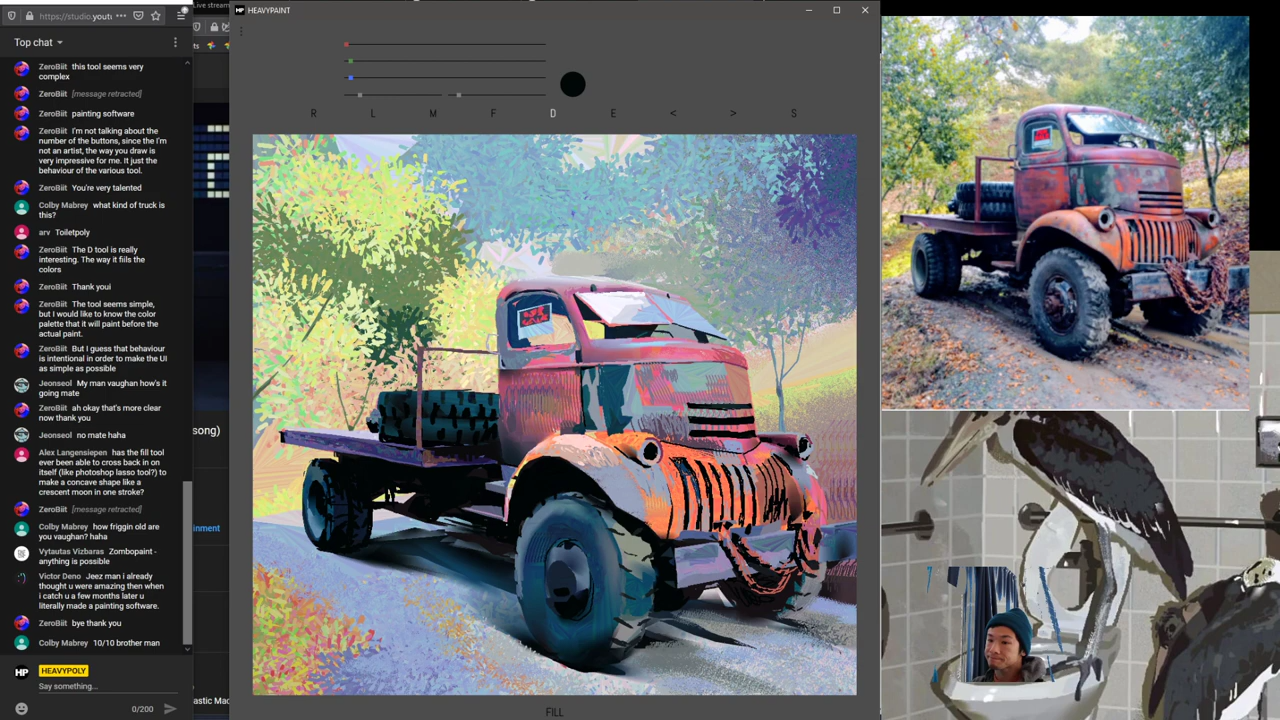 https://studio.yout
Live stream
HEAVYPAINT
Top chat
ZeroBiit this tool seems very
complex
ZeroBiit [message retracted]
ZeroBiit painting software
ZeroBiit I'm not talking about the
number of the buttons, since the I'm
not an artist, the way you draw is
very impressive for me. It just the
behaviour of the various tool.
ZeroBiit You're very talented
Colby Mabrey what kind of truck is
this?
arv Toiletpoly
ZeroBiit The D tool is really
interesting. The way it fiils the
colors
ZeroBiit Thank youi
ZeroBiit The tool seems simple,
but I would like to know the color
palette that it will paint before the
actual paint.
ZeroBiit But I guess that behaviour
is intentional in order to make the UI
as simple as possible
Jeonseol My man vaughan how's it
going mate
ZeroBiit ah okay that's more clear
now thank you
Jeonseol no mate haha
Alex Langensiepen has the fill tool
ever been able to cross back in on
itself (like photoshop lasso tool?) to
make a concave shape like a
crescent moon in one stroke?
ZeroBiit [message retracted]
Colby Mabrey how friggin old are
you vaughan? haha
Vytautas Vizbaras Zombopaint -
anything is possible
Victor Deno Jeez man i already
thought u were amazing then when
i catch u a few months later u
literally made a painting software.
ZeroBiit bye thank you
Colby Mabrey 10/10 brother man
HP HEAVYPOLY
Say something...
0/200
song)
inment
astic Mac
R L M F D E < > S
FILL